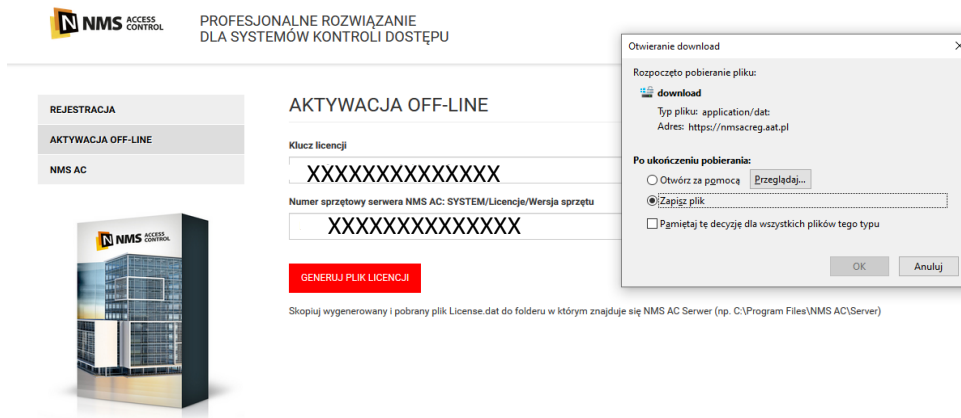 NMS ACCESS CONTROL
PROFESJONALNE ROZWIĄZANIE
DLA SYSTEMÓW KONTROLI DOSTĘPU
REJESTRACJA
AKTYWACJA OFF-LINE
NMS AC
NMS ACCESS CONTROL
AKTYWACJA OFF-LINE
Klucz licencji
XXXXXXXXXXXXXX
Numer sprzętowy serwera NMS AC: SYSTEM/Licencje/Wersja sprzętu
XXXXXXXXXXXXXX
GENERUJ PLIK LICENCJI
Skopiuj wygenerowany i pobrany plik License.dat do folderu w którym znajduje się NMS AC Serwer (np. C:\Program Files\NMS AC\Server)
Otwieranie download
Rozpoczęto pobieranie pliku:
download
Typ pliku: application/dat:
Adres: https://nmsacreg.aat.pl
Po ukończeniu pobierania:
Otwórz za pomocą Przeglądaj...
Zapisz plik
Pamiętaj tę decyzję dla wszystkich plików tego typu
OK Anuluj